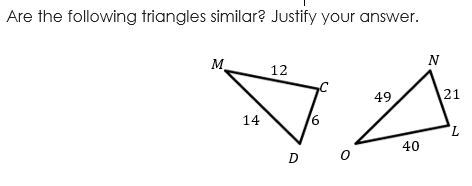 Are the following triangles similar? Justify your answer.
M
12
C
14
6
D
N
49
21
L
40
O